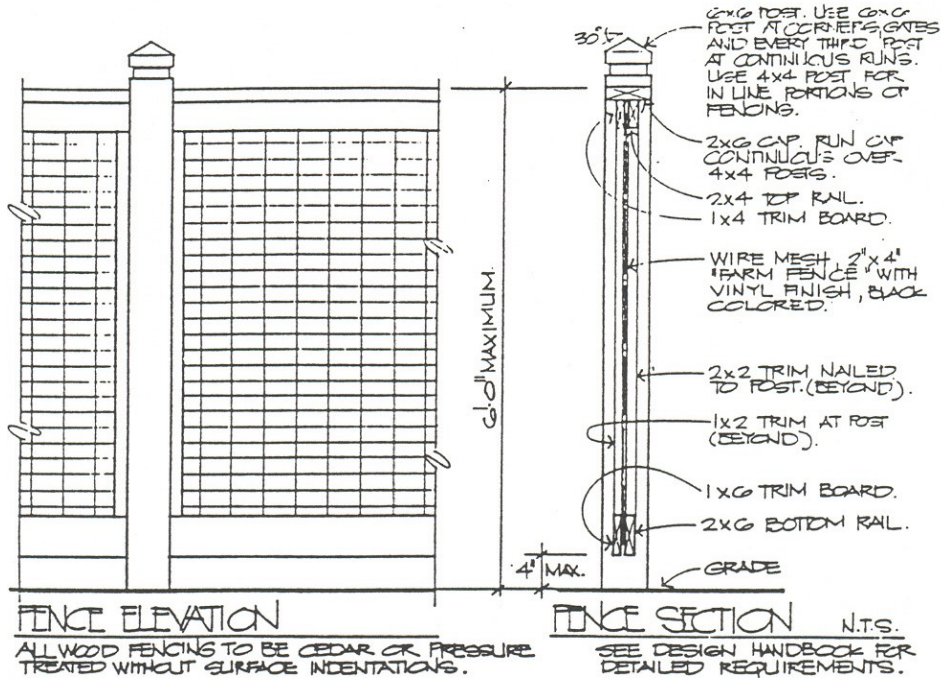 6x6 POST. USE 6x6
POST AT CORNERS, GATES
AND EVERY THIRD POST
AT CONTINUOUS RUNS.
USE 4x4 POST FOR
IN LINE PORTIONS OF
FENCING.
30°
2x6 CAP. RUN CAP
CONTINUOUS OVER
4x4 POSTS.
2x4 TOP RAIL.
1x4 TRIM BOARD.
WIRE MESH, 2"x4"
"FARM FENCE" WITH
VINYL FINISH, BLACK
COLORED.
6'-0" MAXIMUM
2x2 TRIM NAILED
TO POST. (BEYOND).
1x2 TRIM AT POST
(BEYOND).
1x6 TRIM BOARD.
2x6 BOTTOM RAIL.
4" MAX.
GRADE
FENCE ELEVATION
ALL WOOD FENCING TO BE CEDAR OR PRESSURE
TREATED WITHOUT SURFACE INDENTATIONS.
FENCE SECTION N.T.S.
SEE DESIGN HANDBOOK FOR
DETAILED REQUIREMENTS.